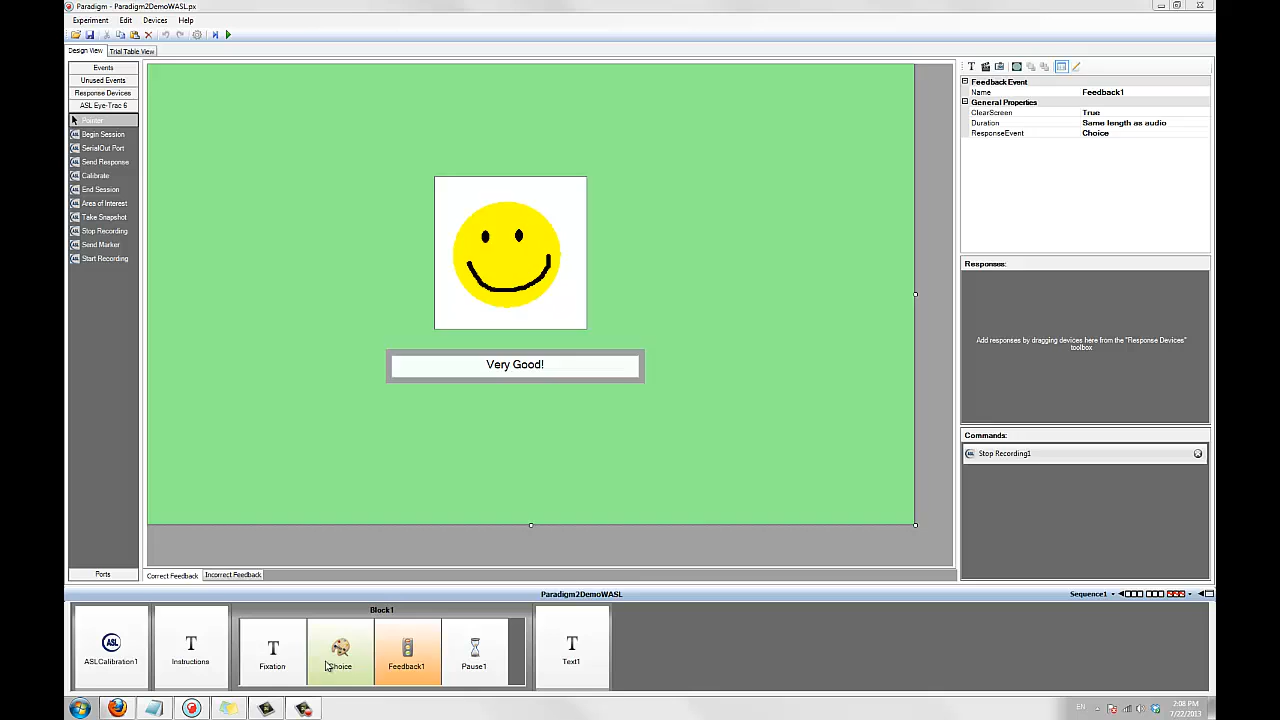 Paradigm - Paradigm2DemoWASL.px
Experiment Edit Devices Help
Design View Trial Table View
Events
Unused Events
Response Devices
ASL Eye-Trac 6
Pointer
Begin Session
SerialOut Port
Send Response
Calibrate
End Session
Area of Interest
Take Snapshot
Stop Recording
Send Marker
Start Recording
Ports
Very Good!
Correct Feedback Incorrect Feedback
Feedback Event
Name Feedback1
General Properties
ClearScreen True
Duration Same length as audio
ResponseEvent Choice
Responses:
Add responses by dragging devices here from the "Response Devices"
toolbox
Commands:
ASL Stop Recording1
Paradigm2DemoWASL
Sequence1
Block1
ASL
ASLCalibration1
T
Instructions
T
Fixation
Choice
Feedback1
Pause1
T
Text1
EN
2:08 PM
7/22/2013